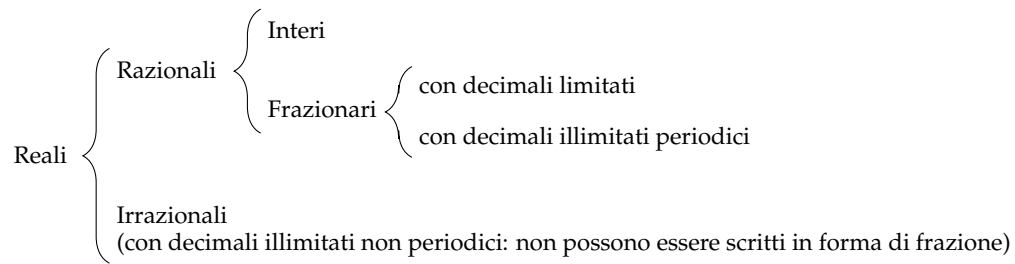 Interi
Razionali
con decimali limitati
Frazionari
con decimali illimitati periodici
Reali
Irrazionali
(con decimali illimitati non periodici: non possono essere scritti in forma di frazione)